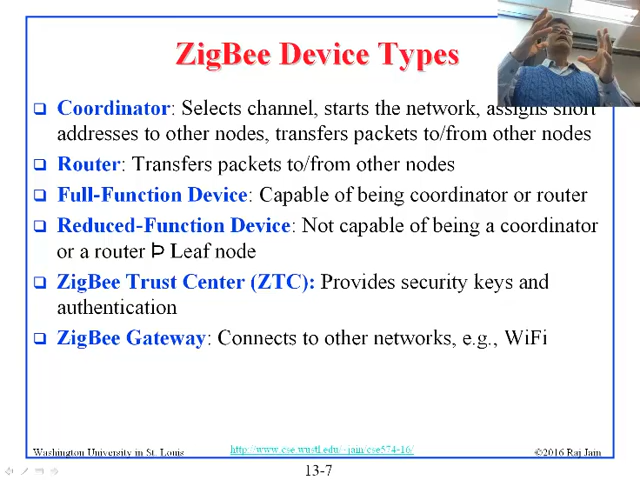 ZigBee Device Types
Coordinator: Selects channel, starts the network, assigns short
addresses to other nodes, transfers packets to/from other nodes
Router: Transfers packets to/from other nodes
Full-Function Device: Capable of being coordinator or router
Reduced-Function Device: Not capable of being a coordinator
or a router Þ Leaf node
ZigBee Trust Center (ZTC): Provides security keys and
authentication
ZigBee Gateway: Connects to other networks, e.g., WiFi
Washington University in St. Louis
http://www.cse.wustl.edu/~jain/cse574-16/
©2016 Raj Jain
13-7